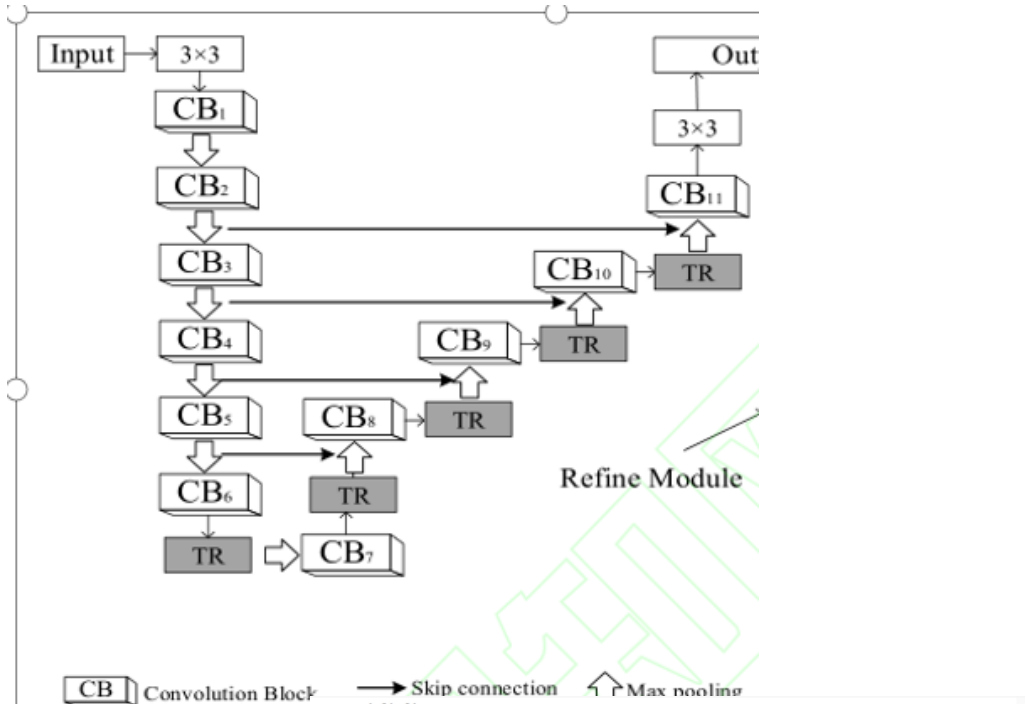 Input
3×3
CB₁
CB₂
CB₃
CB₄
CB₅
CB₆
TR
CB₇
TR
CB₈
TR
CB₉
TR
CB₁₀
TR
CB₁₁
3×3
Out
Refine Module
CB Convolution Block
Skip connection
Max pooling